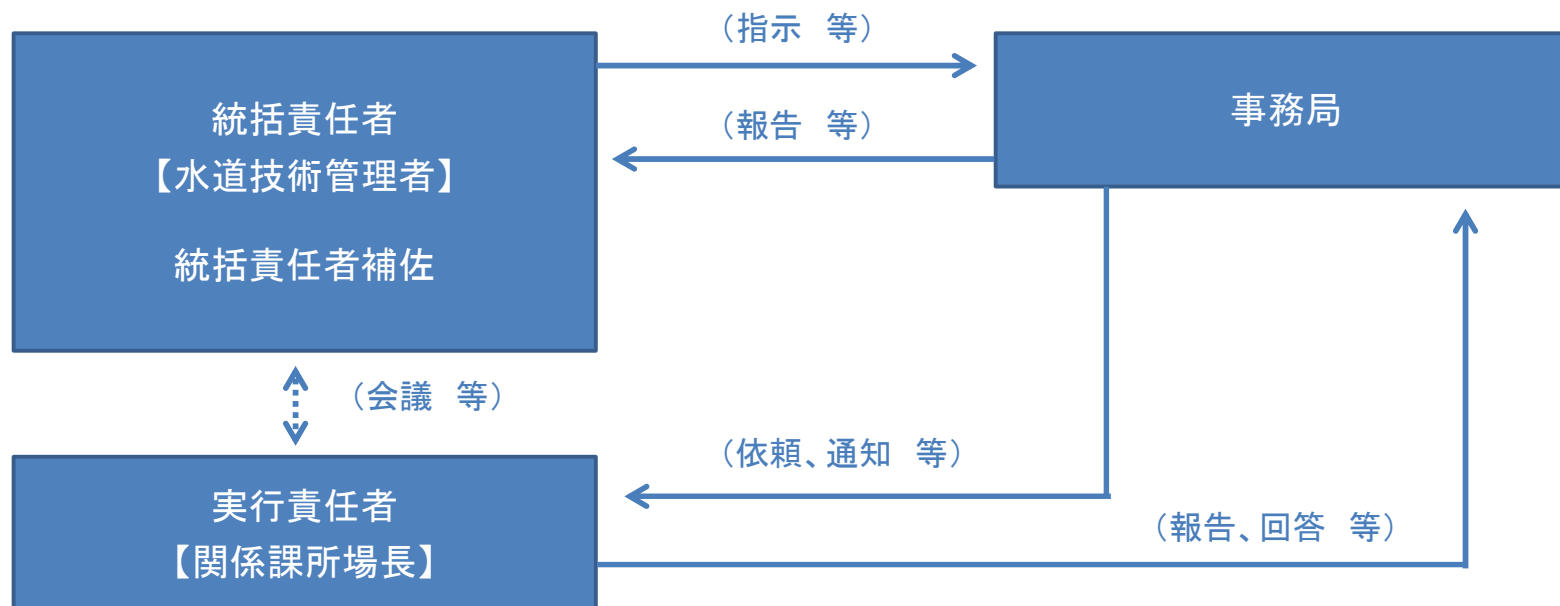 （指示　等）
統括責任者
【水道技術管理者】
統括責任者補佐
事務局
（報告　等）
（会議　等）
（依頼、通知　等）
実行責任者
【関係課所場長】
（報告、回答　等）